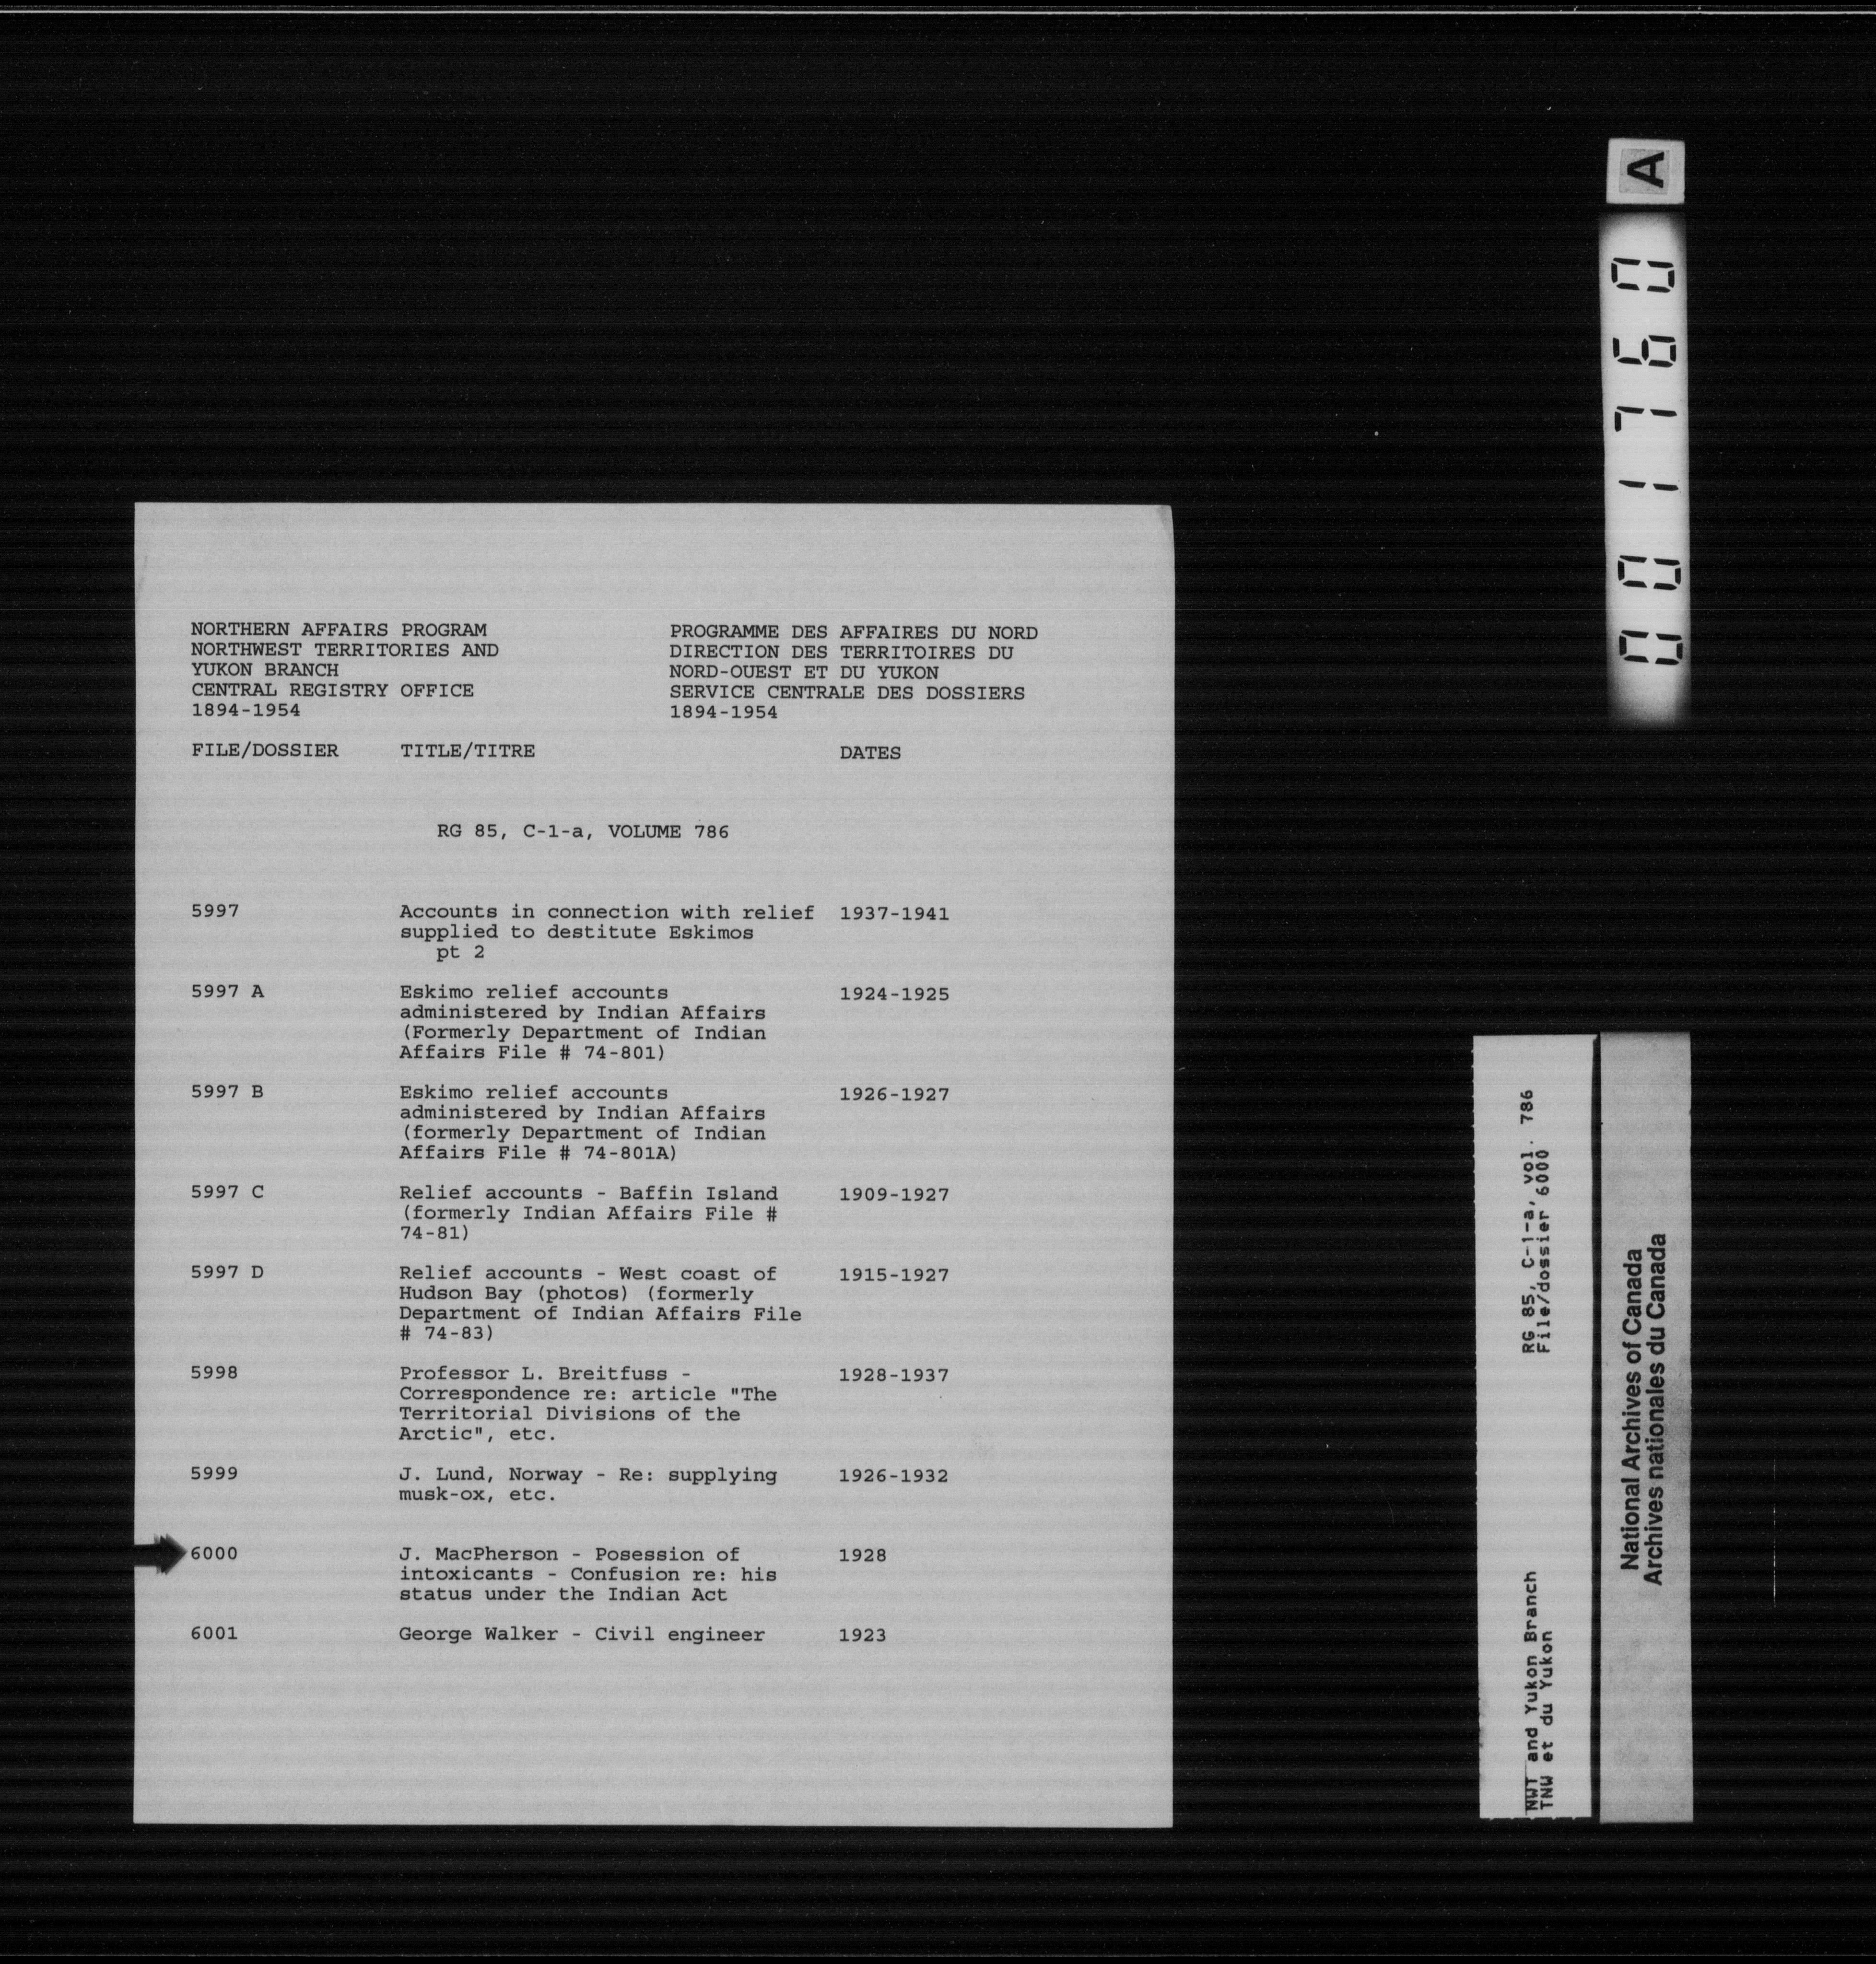 NORTHERN AFFAIRS PROGRAM
NORTHWEST TERRITORIES AND
YUKON BRANCH
CENTRAL REGISTRY OFFICE
1894-1954
PROGRAMME DES AFFAIRES DU NORD
DIRECTION DES TERRITOIRES DU
NORD-OUEST ET DU YUKON
SERVICE CENTRALE DES DOSSIERS
1894-1954
FILE/DOSSIER TITLE/TITRE DATES
RG 85, C-1-a, VOLUME 786
5997 Accounts in connection with relief 1937-1941
supplied to destitute Eskimos
pt 2
5997 A Eskimo relief accounts 1924-1925
administered by Indian Affairs
(Formerly Department of Indian
Affairs File # 74-801)
5997 B Eskimo relief accounts 1926-1927
administered by Indian Affairs
(formerly Department of Indian
Affairs File # 74-801A)
5997 C Relief accounts - Baffin Island 1909-1927
(formerly Indian Affairs File #
74-81)
5997 D Relief accounts - West coast of 1915-1927
Hudson Bay (photos) (formerly
Department of Indian Affairs File
# 74-83)
5998 Professor L. Breitfuss - 1928-1937
Correspondence re: article "The
Territorial Divisions of the
Arctic", etc.
5999 J. Lund, Norway - Re: supplying 1926-1932
musk-ox, etc.
6000 J. MacPherson - Posession of 1928
intoxicants - Confusion re: his
status under the Indian Act
6001 George Walker - Civil engineer 1923
001760 A
NWT and Yukon Branch RG 85, C-1-a, vol. 786
TNW et du Yukon File/dossier 6000
National Archives of Canada
Archives nationales du Canada